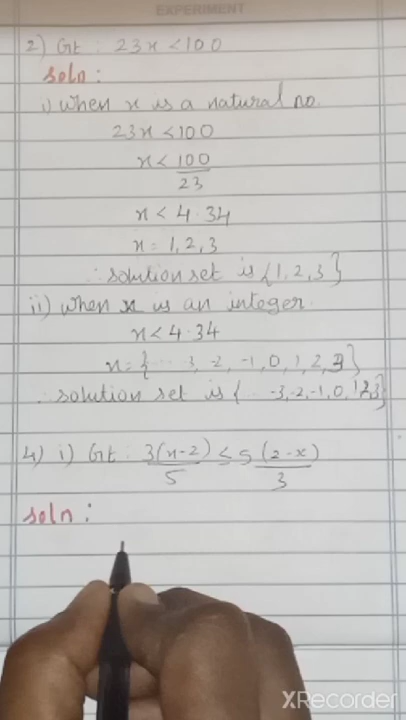 EXPERIMENT
2) Gt : 23x < 100
Soln :
i) when x is a natural no.
23x < 100
x < 100/23
x < 4.34
x = 1, 2, 3
∴ solution set is {1, 2, 3}
ii) when x is an integer.
x < 4.34
x = { ... -3, -2, -1, 0, 1, 2, 3}
∴ solution set is { ... -3, -2, -1, 0, 1, 2, 3}
4) i) Gt : 3(x-2)/5 ≤ 5(2-x)/3
Soln :
XRecorder